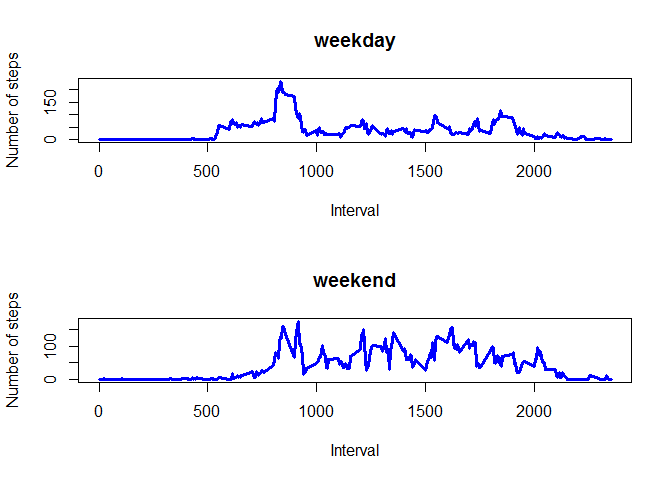 weekday
Number of steps
0 150
0 500 1000 1500 2000
Interval
weekend
Number of steps
0 100
0 500 1000 1500 2000
Interval